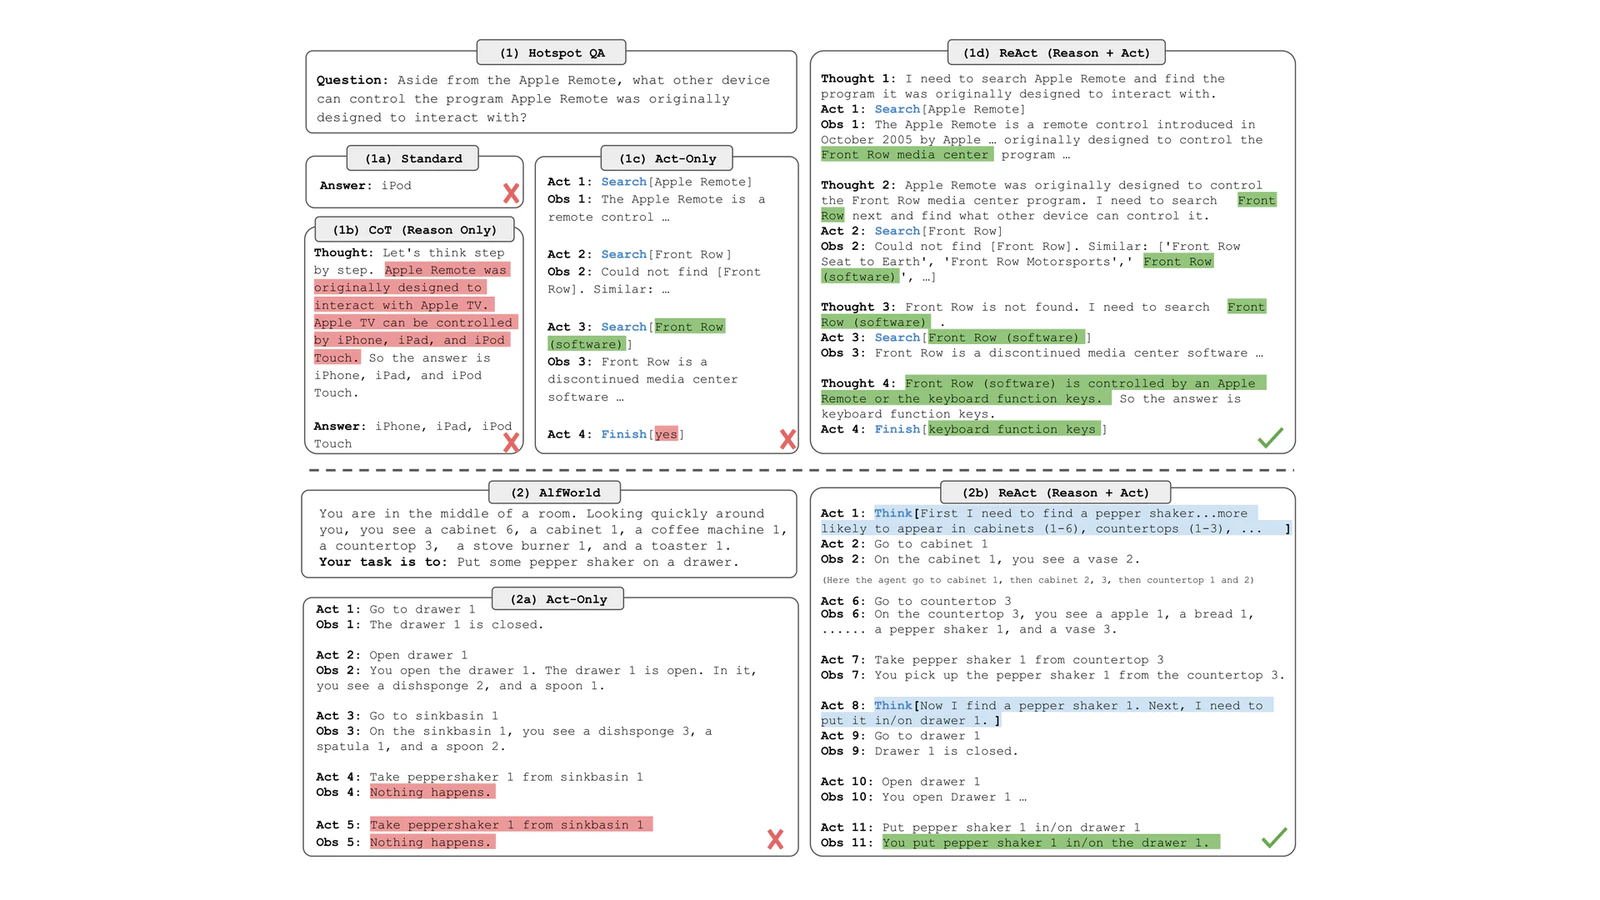 (1) Hotspot QA
Question: Aside from the Apple Remote, what other device
can control the program Apple Remote was originally
designed to interact with?
(1a) Standard
Answer: iPod
(1b) CoT (Reason Only)
Thought: Let's think step
by step. Apple Remote was
originally designed to
interact with Apple TV.
Apple TV can be controlled
by iPhone, iPad, and iPod
Touch. So the answer is
iPhone, iPad, and iPod
Touch.
Answer: iPhone, iPad, iPod
Touch
(1c) Act-Only
Act 1: Search[Apple Remote]
Obs 1: The Apple Remote is a
remote control …
Act 2: Search[Front Row]
Obs 2: Could not find [Front
Row]. Similar: …
Act 3: Search[Front Row
(software)]
Obs 3: Front Row is a
discontinued media center
software …
Act 4: Finish[yes]
(1d) ReAct (Reason + Act)
Thought 1: I need to search Apple Remote and find the
program it was originally designed to interact with.
Act 1: Search[Apple Remote]
Obs 1: The Apple Remote is a remote control introduced in
October 2005 by Apple … originally designed to control the
Front Row media center program …
Thought 2: Apple Remote was originally designed to control
the Front Row media center program. I need to search Front
Row next and find what other device can control it.
Act 2: Search[Front Row]
Obs 2: Could not find [Front Row]. Similar: ['Front Row
Seat to Earth', 'Front Row Motorsports',' Front Row
(software)', …]
Thought 3: Front Row is not found. I need to search Front
Row (software) .
Act 3: Search[Front Row (software)]
Obs 3: Front Row is a discontinued media center software …
Thought 4: Front Row (software) is controlled by an Apple
Remote or the keyboard function keys. So the answer is
keyboard function keys.
Act 4: Finish[keyboard function keys]
(2) AlfWorld
You are in the middle of a room. Looking quickly around
you, you see a cabinet 6, a cabinet 1, a coffee machine 1,
a countertop 3, a stove burner 1, and a toaster 1.
Your task is to: Put some pepper shaker on a drawer.
(2a) Act-Only
Act 1: Go to drawer 1
Obs 1: The drawer 1 is closed.
Act 2: Open drawer 1
Obs 2: You open the drawer 1. The drawer 1 is open. In it,
you see a dishsponge 2, and a spoon 1.
Act 3: Go to sinkbasin 1
Obs 3: On the sinkbasin 1, you see a dishsponge 3, a
spatula 1, and a spoon 2.
Act 4: Take peppershaker 1 from sinkbasin 1
Obs 4: Nothing happens.
Act 5: Take peppershaker 1 from sinkbasin 1
Obs 5: Nothing happens.
(2b) ReAct (Reason + Act)
Act 1: Think[First I need to find a pepper shaker...more
likely to appear in cabinets (1-6), countertops (1-3), ... ]
Act 2: Go to cabinet 1
Obs 2: On the cabinet 1, you see a vase 2.
(Here the agent go to cabinet 1, then cabinet 2, 3, then countertop 1 and 2)
Act 6: Go to countertop 3
Obs 6: On the countertop 3, you see a apple 1, a bread 1,
...... a pepper shaker 1, and a vase 3.
Act 7: Take pepper shaker 1 from countertop 3
Obs 7: You pick up the pepper shaker 1 from the countertop 3.
Act 8: Think[Now I find a pepper shaker 1. Next, I need to
put it in/on drawer 1. ]
Act 9: Go to drawer 1
Obs 9: Drawer 1 is closed.
Act 10: Open drawer 1
Obs 10: You open Drawer 1 …
Act 11: Put pepper shaker 1 in/on drawer 1
Obs 11: You put pepper shaker 1 in/on the drawer 1.